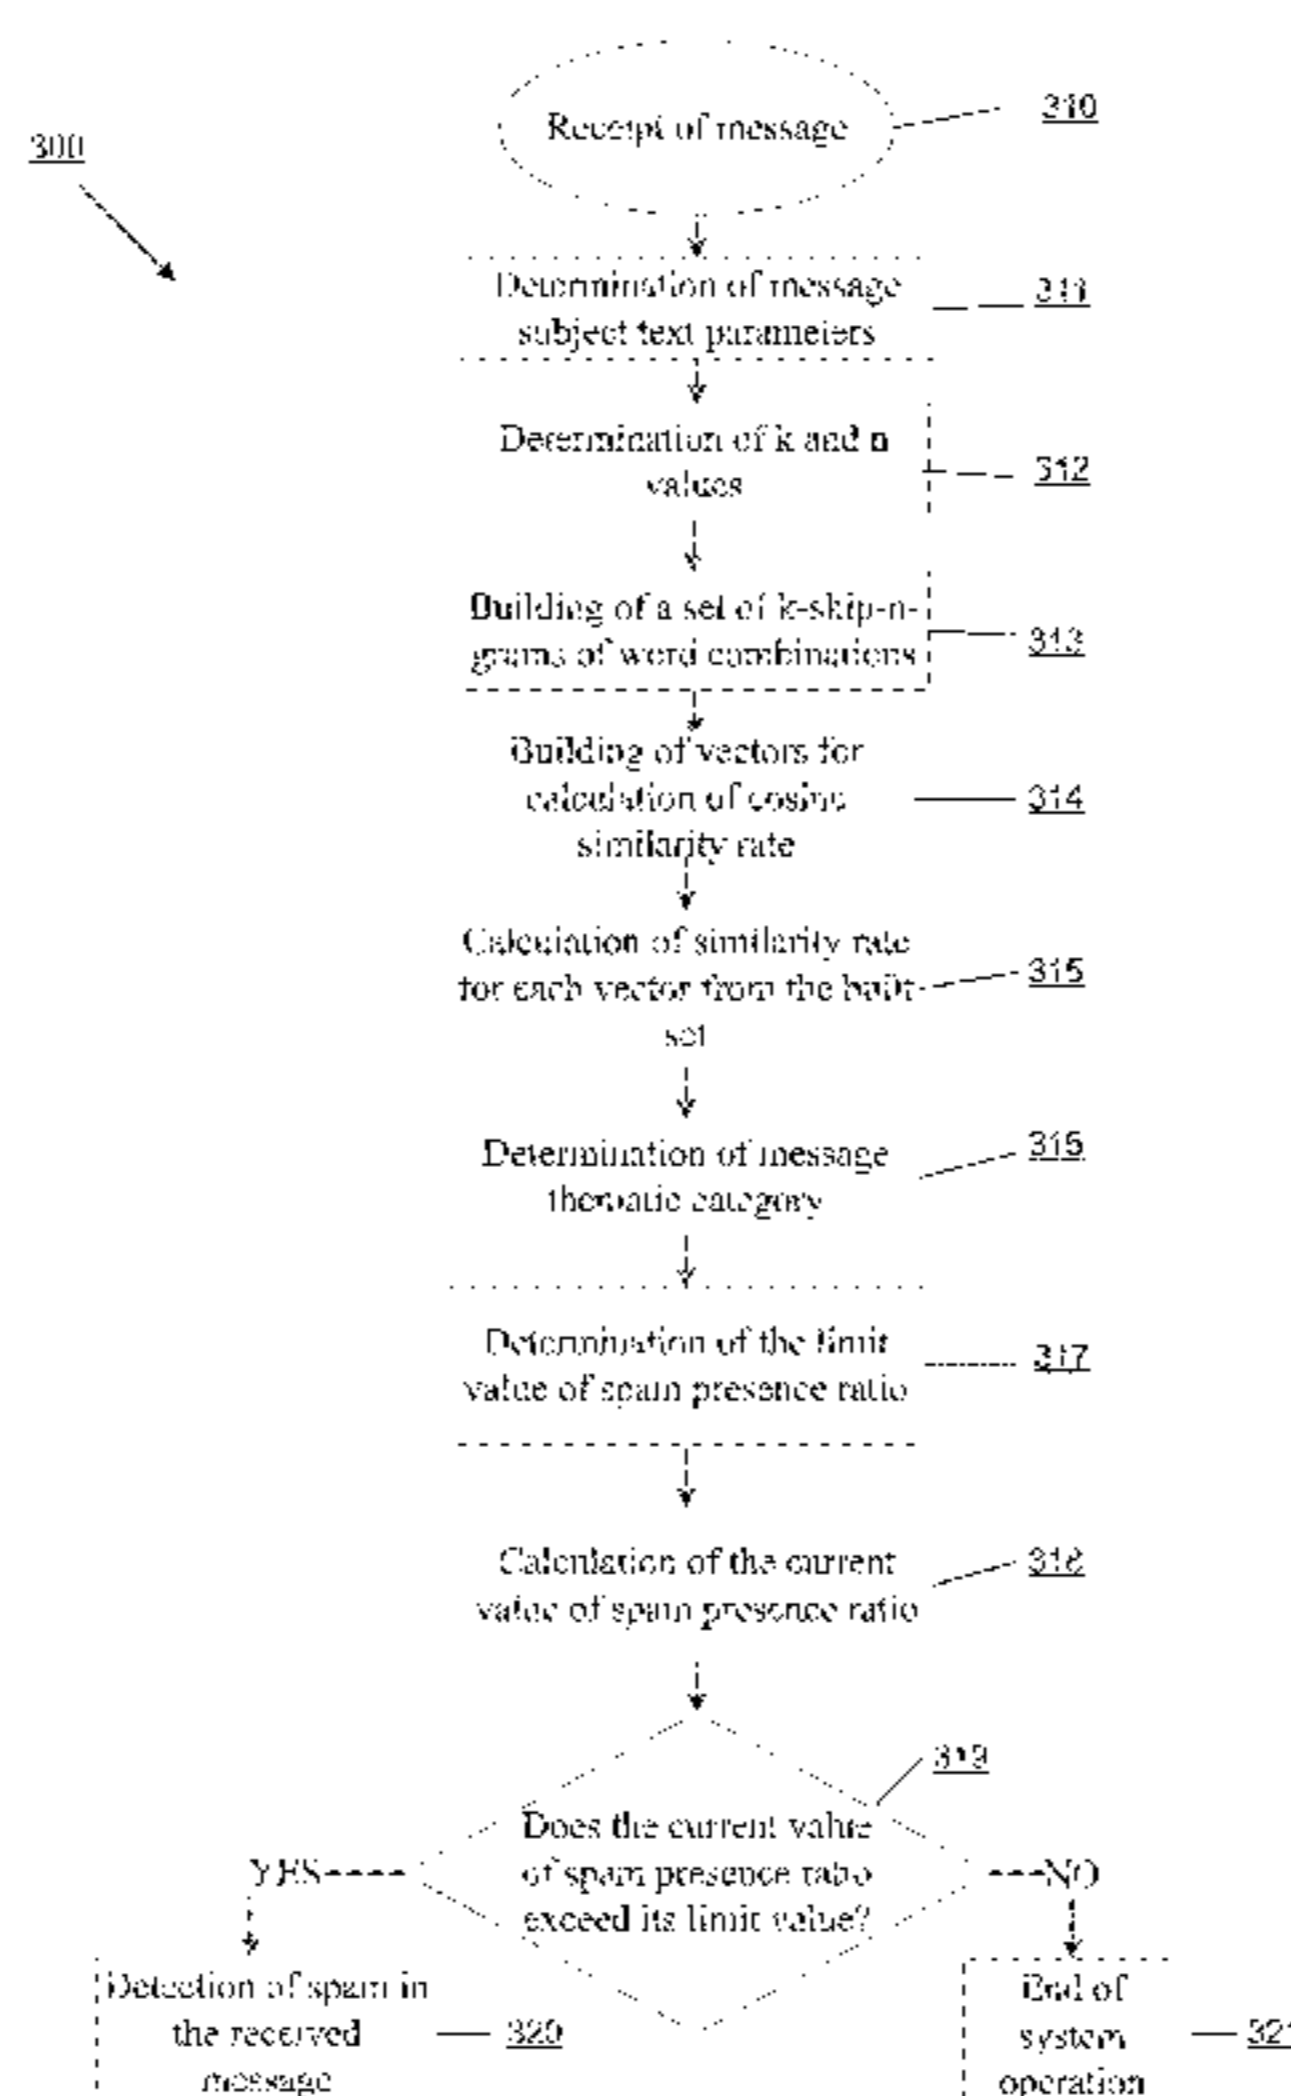 300
Receipt of message
310
Determination of message
subject text parameters
311
Determination of k and n
values
312
Building of a set of k-skip-n-
grams of word combinations
313
Building of vectors for
calculation of cosine
similarity rate
314
Calculation of similarity rate
for each vector from the built
set
315
Determination of message
thematic category
316
Determination of the limit
value of spam presence ratio
317
Calculation of the current
value of spam presence ratio
318
319
Does the current value
of spam presence ratio
exceed its limit value?
YES
NO
Detection of spam in
the received
message
320
End of
system
operation
321